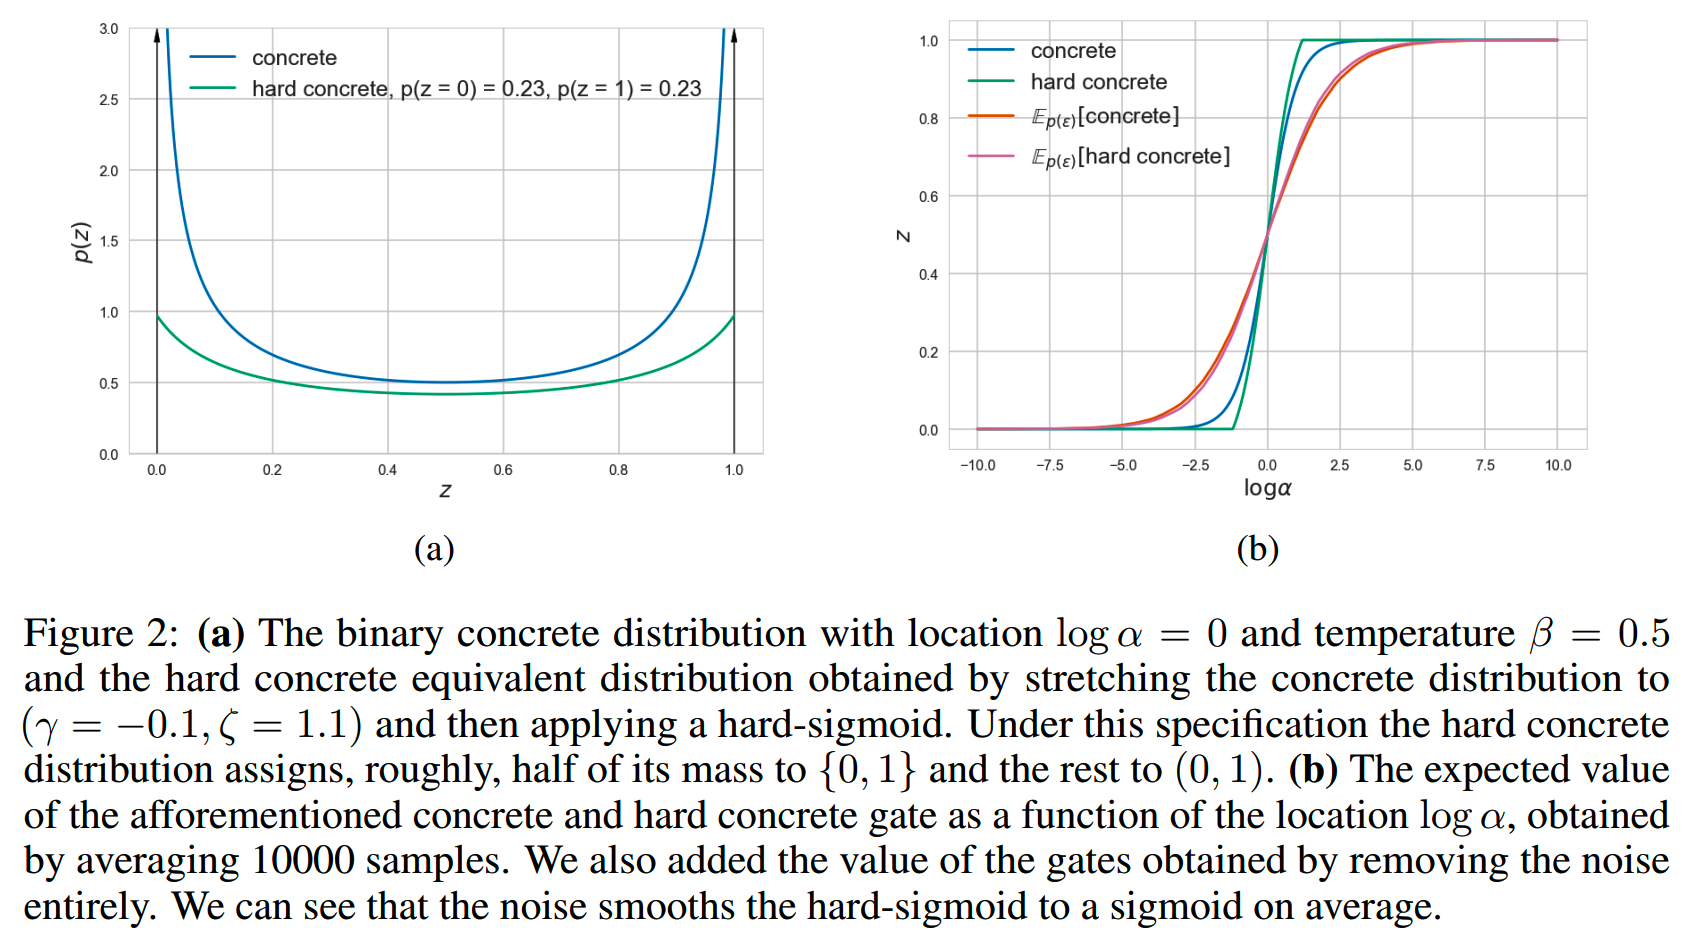 3.0
2.5
2.0
1.5
1.0
0.5
0.0
p(z)
concrete
hard concrete, p(z = 0) = 0.23, p(z = 1) = 0.23
0.0 0.2 0.4 0.6 0.8 1.0
z
(a)
1.0
0.8
0.6
0.4
0.2
0.0
z
concrete
hard concrete
𝔼p(ε)[concrete]
𝔼p(ε)[hard concrete]
−10.0 −7.5 −5.0 −2.5 0.0 2.5 5.0 7.5 10.0
logα
(b)
Figure 2: (a) The binary concrete distribution with location log α = 0 and temperature β = 0.5
and the hard concrete equivalent distribution obtained by stretching the concrete distribution to
(γ = −0.1, ζ = 1.1) and then applying a hard-sigmoid. Under this specification the hard concrete
distribution assigns, roughly, half of its mass to {0, 1} and the rest to (0, 1). (b) The expected value
of the afforementioned concrete and hard concrete gate as a function of the location log α, obtained
by averaging 10000 samples. We also added the value of the gates obtained by removing the noise
entirely. We can see that the noise smooths the hard-sigmoid to a sigmoid on average.